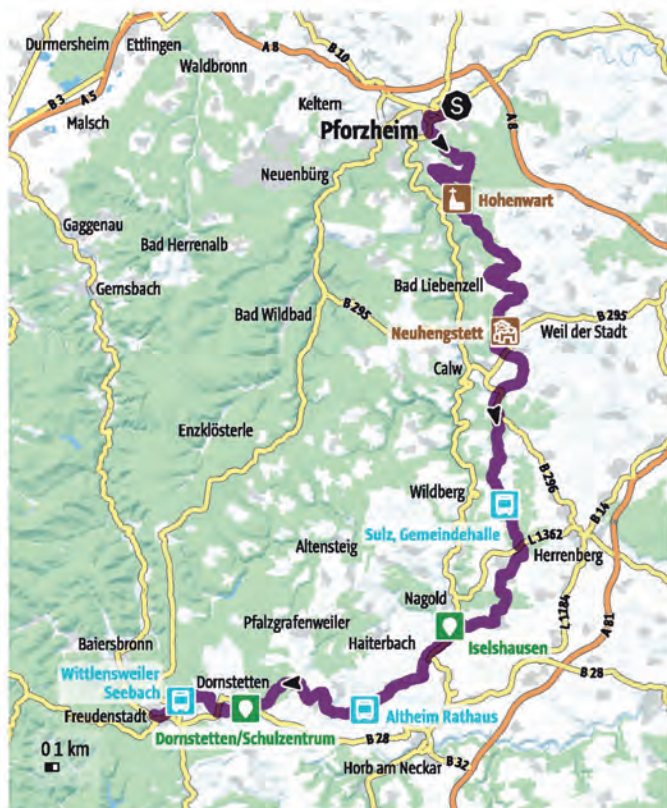 Durmersheim
Ettlingen
B 10
A 8
Waldbronn
B 3
A 5
Malsch
Keltern
S
Pforzheim
A 8
Neuenbürg
Hohenwart
Gaggenau
Bad Herrenalb
Gernsbach
Bad Liebenzell
Bad Wildbad
B 295
B 295
Neuhengstett
Weil der Stadt
Calw
Enzklösterle
B 296
Wildberg
B 14
Sulz, Gemeindehalle
L 1362
Altensteig
Herrenberg
Nagold
L 1184
A 81
Pfalzgrafenweiler
Baiersbronn
Haiterbach
Iselshausen
Wittlensweiler
Seebach
Dornstetten
B 28
Freudenstadt
Altheim Rathaus
Dornstetten/Schulzentrum
B 28
0 1 km
Horb am Neckar
B 32